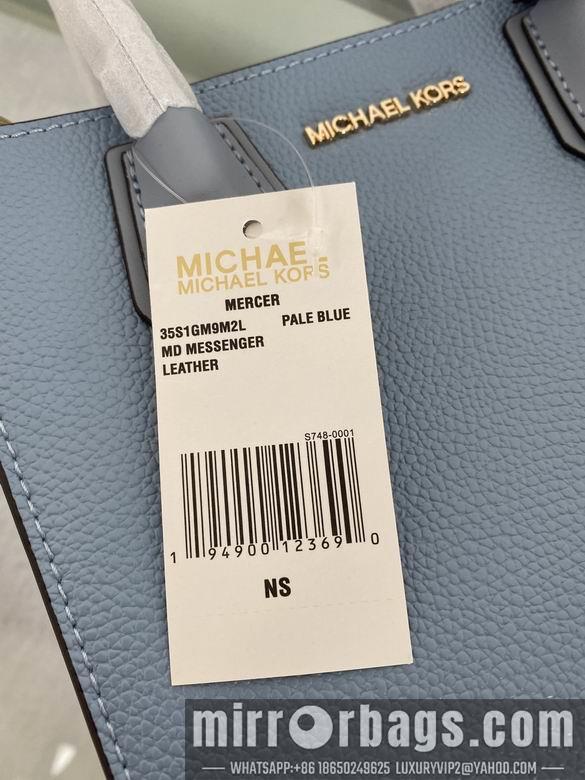 MICHAEL KORS
MICHAEL
MICHAEL KORS
MERCER
35S1GM9M2L PALE BLUE
MD MESSENGER
LEATHER
S748-0001
1 94900 12369 0
NS
mirrorbags.com
WHATSAPP:+86 18650249625 LUXURYVIP2@YAHOO.COM